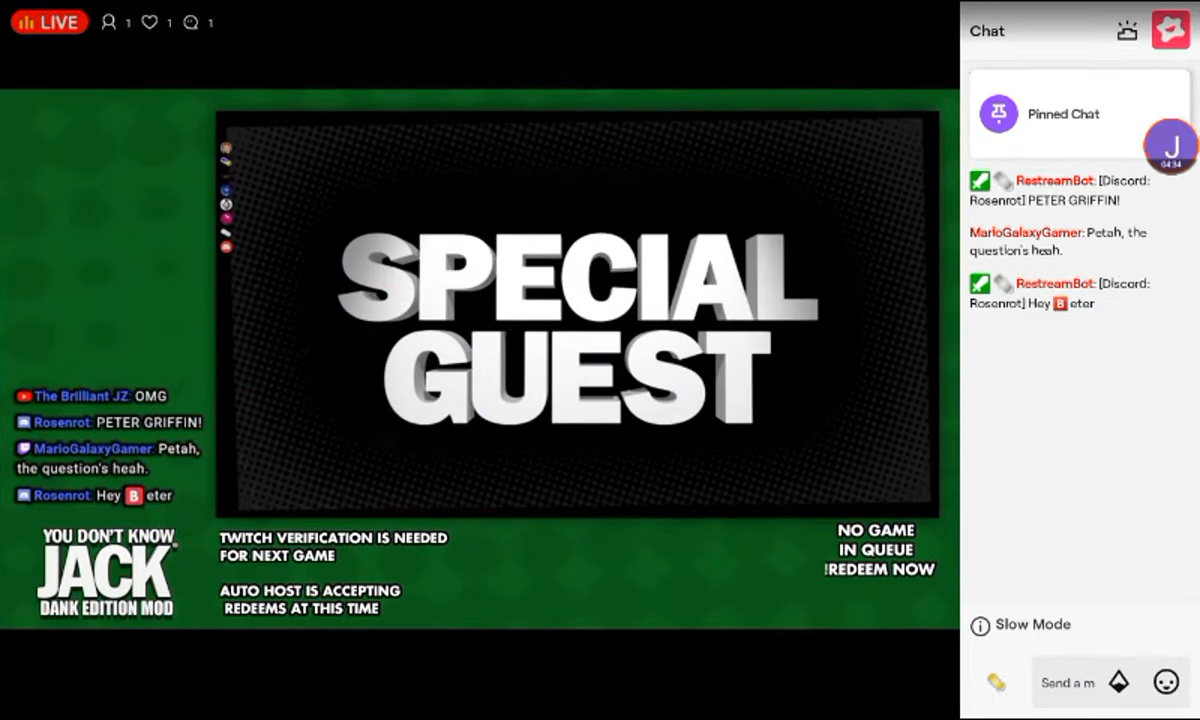 LIVE 1 1 1
SPECIAL
GUEST
The Brilliant JZ: OMG
Rosenrot: PETER GRIFFIN!
MarioGalaxyGamer: Petah,
the question's heah.
Rosenrot: Hey B eter
YOU DON'T KNOW
JACK
DANK EDITION MOD
TWITCH VERIFICATION IS NEEDED
FOR NEXT GAME
AUTO HOST IS ACCEPTING
REDEEMS AT THIS TIME
NO GAME
IN QUEUE
!REDEEM NOW
Chat
Pinned Chat
J
04:34
RestreamBot: [Discord:
Rosenrot] PETER GRIFFIN!
MarioGalaxyGamer: Petah, the
question's heah.
RestreamBot: [Discord:
Rosenrot] Hey B eter
Slow Mode
Send a m